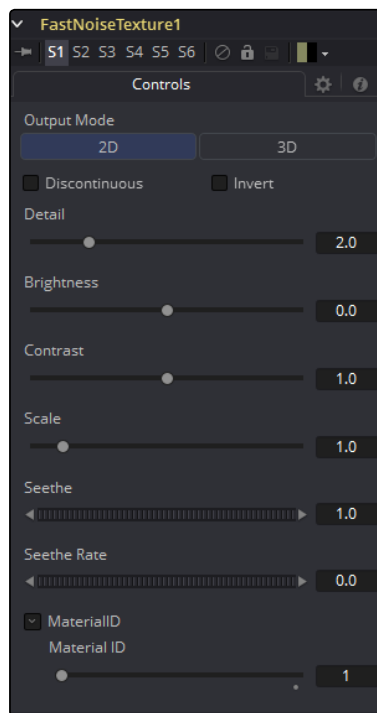 FastNoiseTexture1
S1 S2 S3 S4 S5 S6
Controls
Output Mode
2D 3D
Discontinuous Invert
Detail
2.0
Brightness
0.0
Contrast
1.0
Scale
1.0
Seethe
1.0
Seethe Rate
0.0
MaterialID
Material ID
1